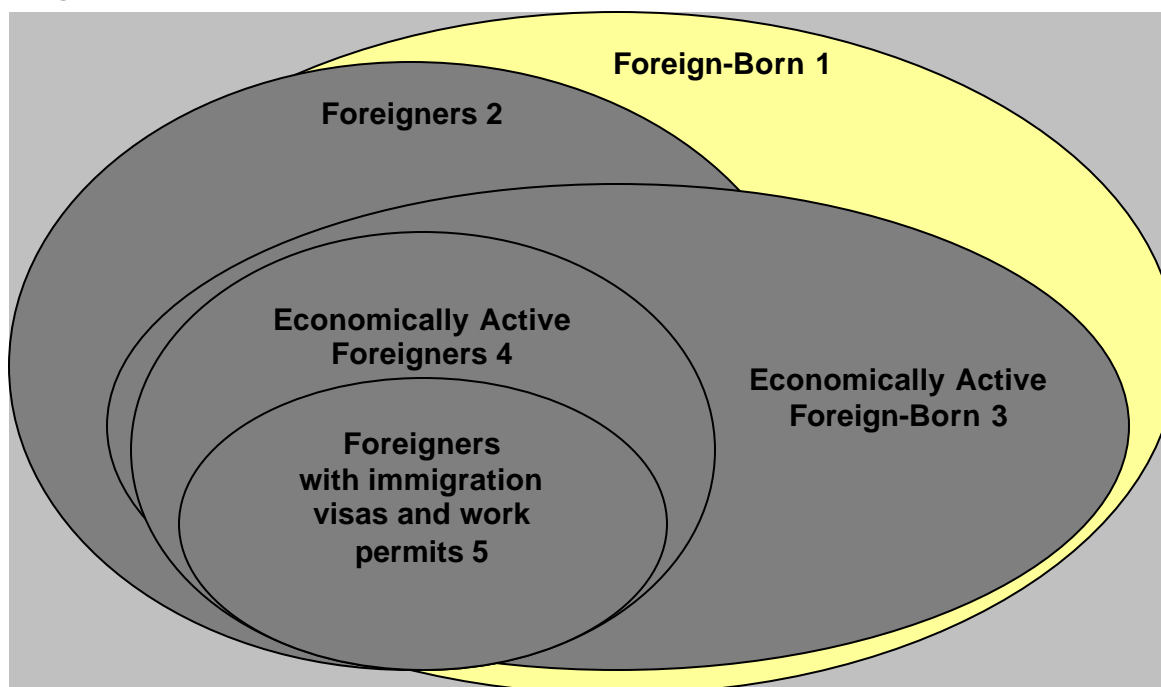 Foreign-Born 1
Foreigners 2
Economically Active
Foreigners 4
Economically Active
Foreign-Born 3
Foreigners
with immigration
visas and work
permits 5